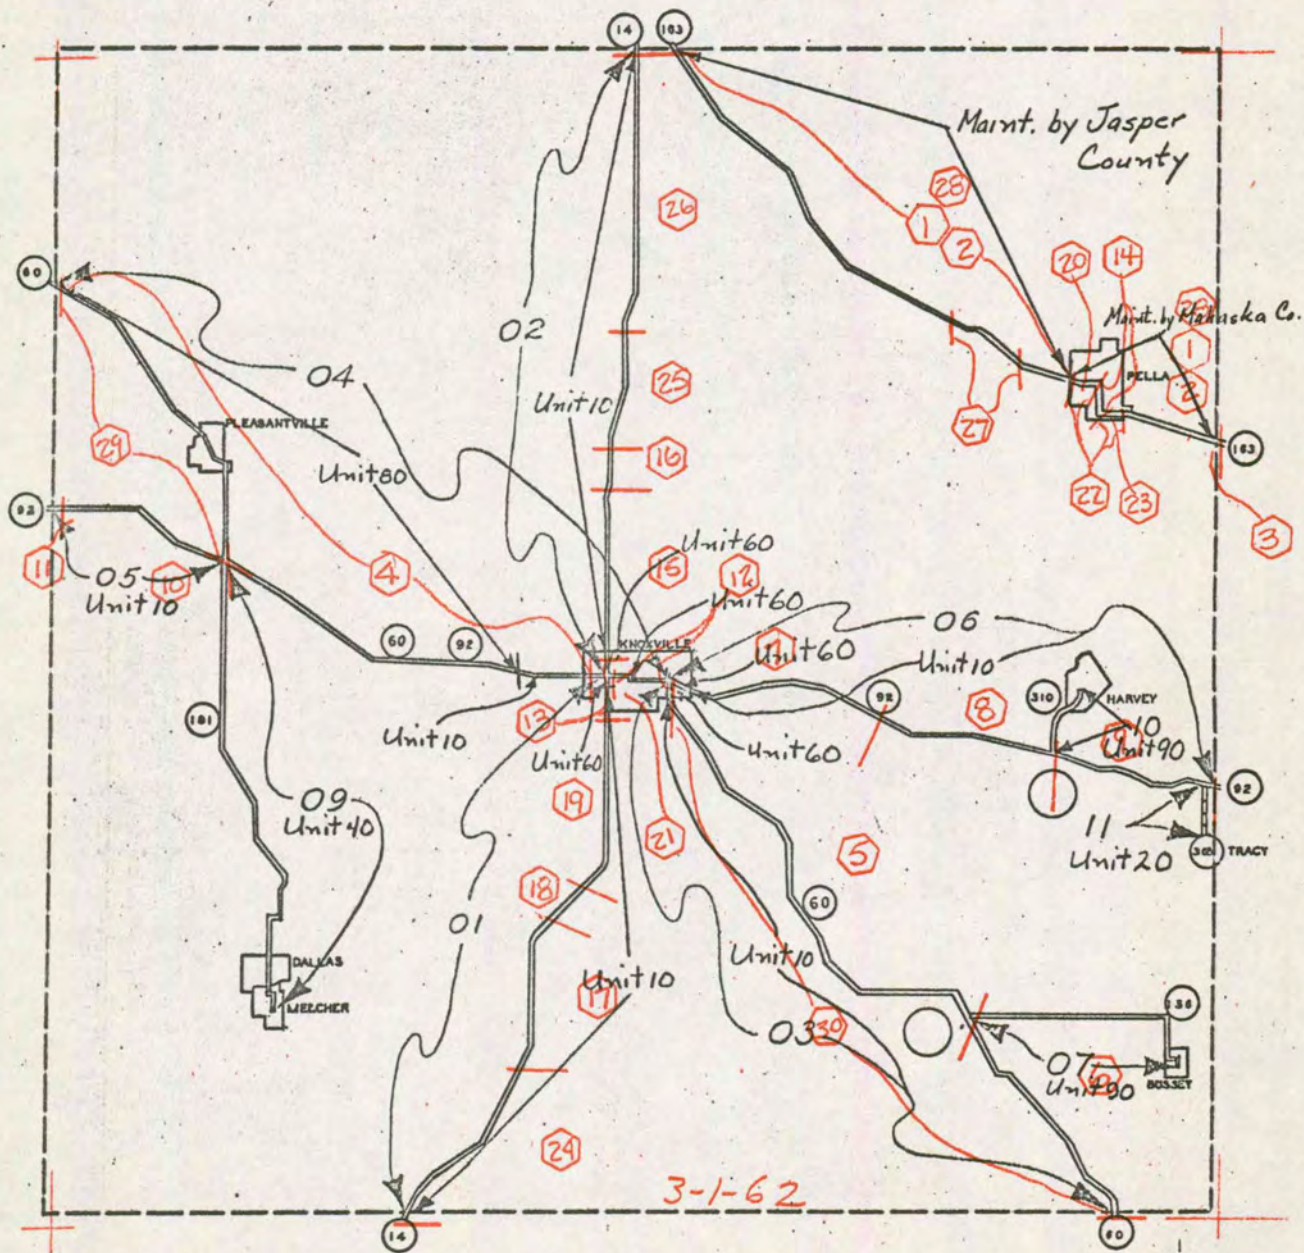 14
163
Maint. by Jasper
County
28
26
1
2
60
20
14
Maint. by Mahaska Co.
28
1
2
02
04
25
Unit 10
PELLA
29
PLEASANTVILLE
27
163
16
Unit 80
22
23
3
92
Unit 60
11
05
10
4
15
12
Unit 10
Unit 60
06
KNOXVILLE
Unit 60
Unit 10
60
92
92
310
HARVEY
8
181
13
10
Unit 10
Unit 60
Unit 60
Unit 90
92
09
19
Unit 40
21
5
11
TRACY
Unit 20
18
60
01
DALLAS
Unit 10
Unit 10
MELCHER
17
156
03
30
07
Unit 90
BUSSEY
24
3-1-62
14
60